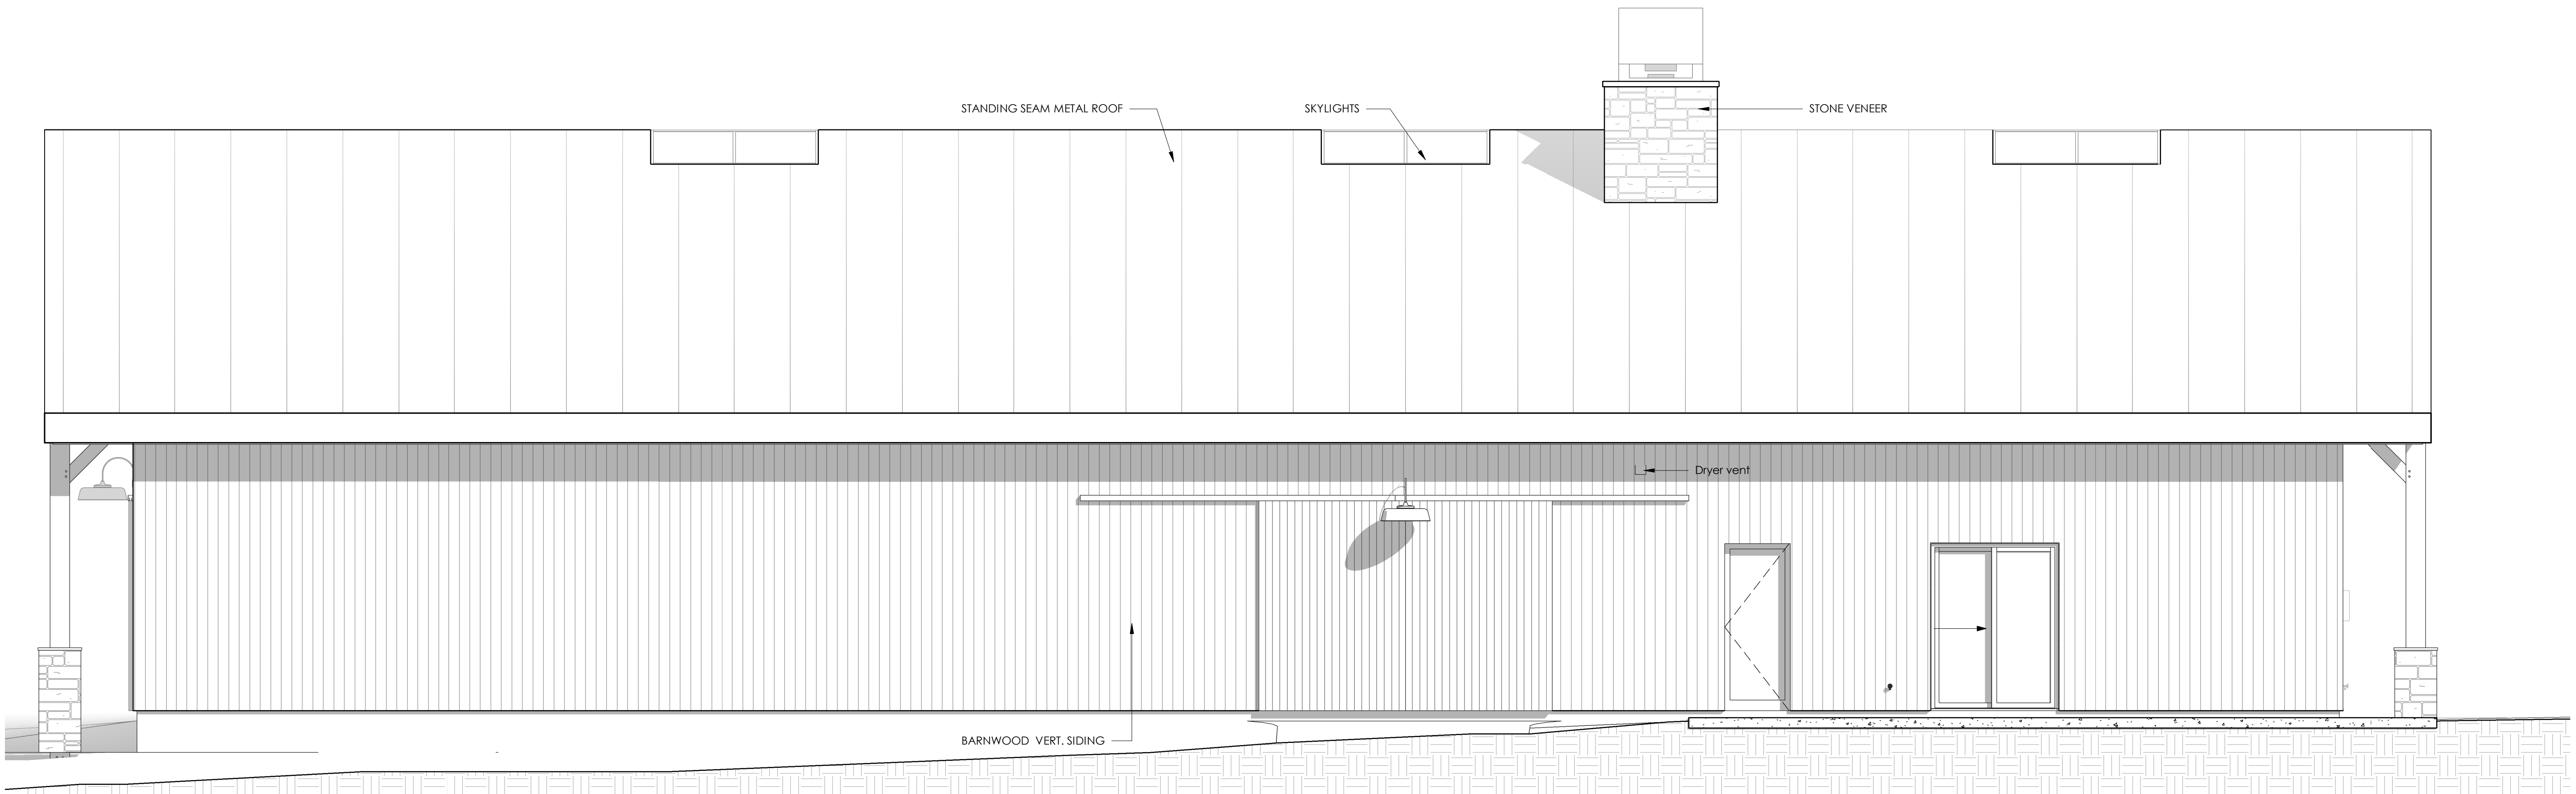 STANDING SEAM METAL ROOF
SKYLIGHTS
STONE VENEER
Dryer vent
BARNWOOD VERT. SIDING